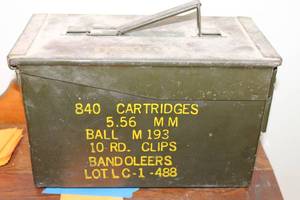 840 CARTRIDGES
5.56 MM
BALL M193
10 RD. CLIPS
BANDOLEERS
LOT LC-1-488